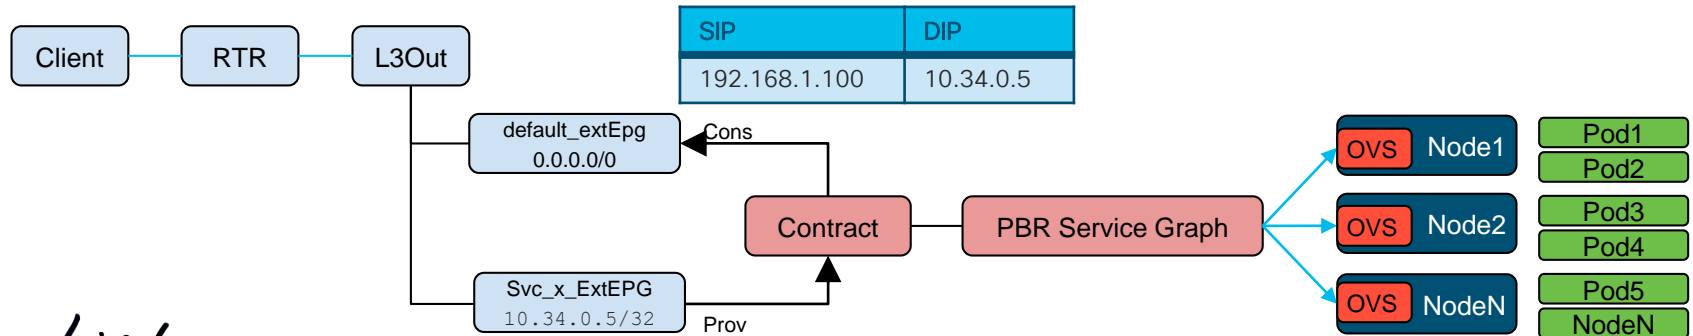 SIP DIP
192.168.1.100 10.34.0.5
Client RTR L3Out
default_extEpg
0.0.0.0/0
Cons
Contract
PBR Service Graph
Svc_x_ExtEPG
10.34.0.5/32
Prov
OVS Node1
Pod1
Pod2
OVS Node2
Pod3
Pod4
OVS NodeN
Pod5
NodeN